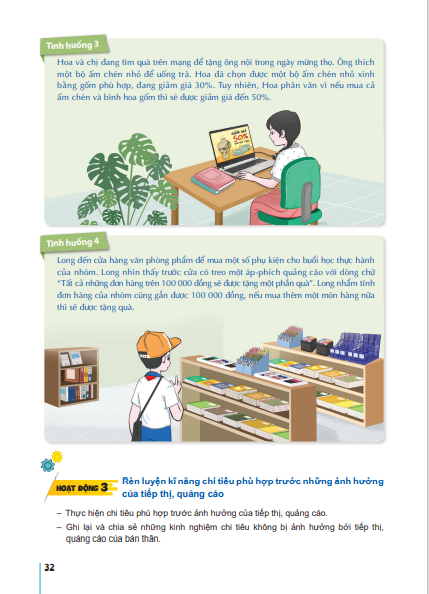 Tình huống 3
Hoa và chị đang tìm quà trên mạng để tặng ông nội trong ngày mừng thọ. Ông thích
một bộ ấm chén nhỏ để uống trà. Hoa đã chọn được một bộ ấm chén nhỏ xinh
bằng gốm phù hợp, đang giảm giá 30%. Tuy nhiên, Hoa phân vân vì nếu mua cả
ấm chén và bình hoa gốm thì sẽ được giảm giá đến 50%.
GIẢM GIÁ
50%
Tình huống 4
Long đến cửa hàng văn phòng phẩm để mua một số phụ kiện cho buổi học thực hành
của nhóm. Long nhìn thấy trước cửa có treo một áp-phích quảng cáo với dòng chữ
“Tất cả những đơn hàng trên 100 000 đồng sẽ được tặng một phần quà”. Long nhẩm tính
đơn hàng của nhóm cũng gần được 100 000 đồng, nếu mua thêm một món hàng nữa
thì sẽ được tặng quà.
HOẠT ĐỘNG 3
Rèn luyện kĩ năng chi tiêu phù hợp trước những ảnh hưởng
của tiếp thị, quảng cáo
– Thực hiện chi tiêu phù hợp trước ảnh hưởng của tiếp thị, quảng cáo.
– Ghi lại và chia sẻ những kinh nghiệm chi tiêu không bị ảnh hưởng bởi tiếp thị,
quảng cáo của bản thân.
32